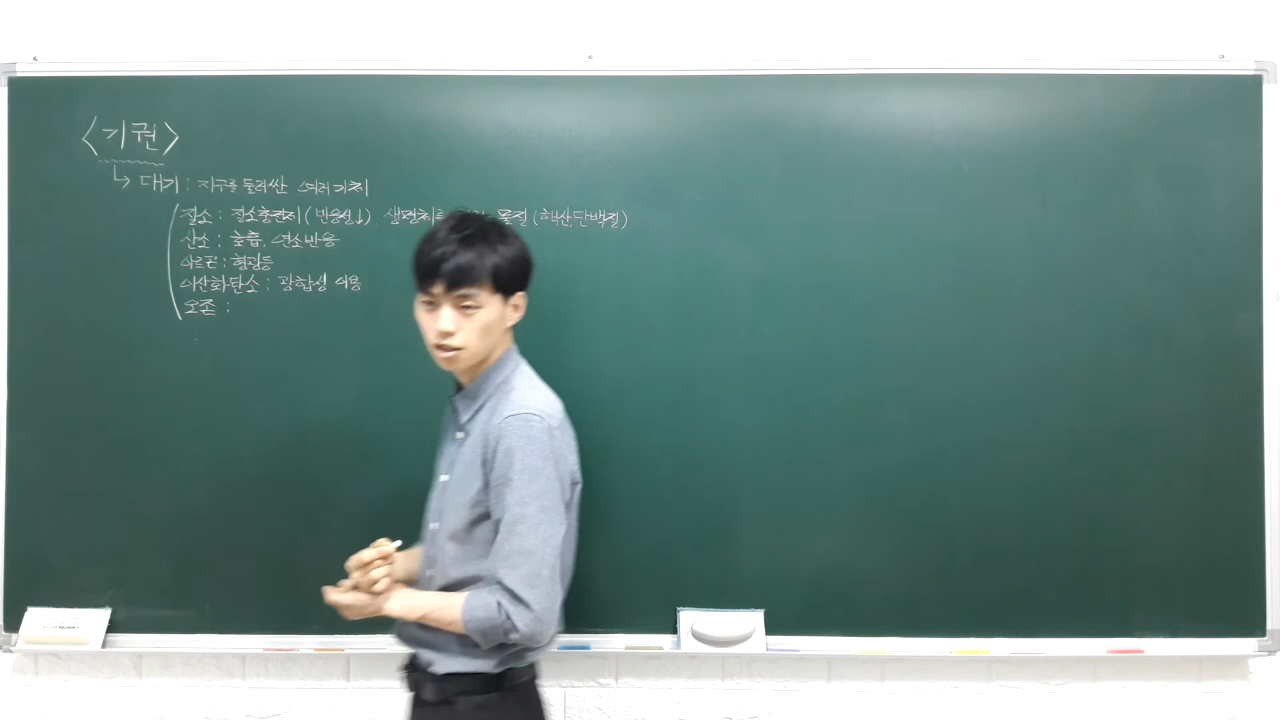 <기권>
↳ 대기 : 지구를 둘러싼 여러 기체
질소 : 질소충전제 (반응성↓), 생명체를 물질 (핵산,단백질)
산소 : 호흡, 연소반응
아르곤 : 형광등
이산화탄소 : 광합성 이용
오존 :